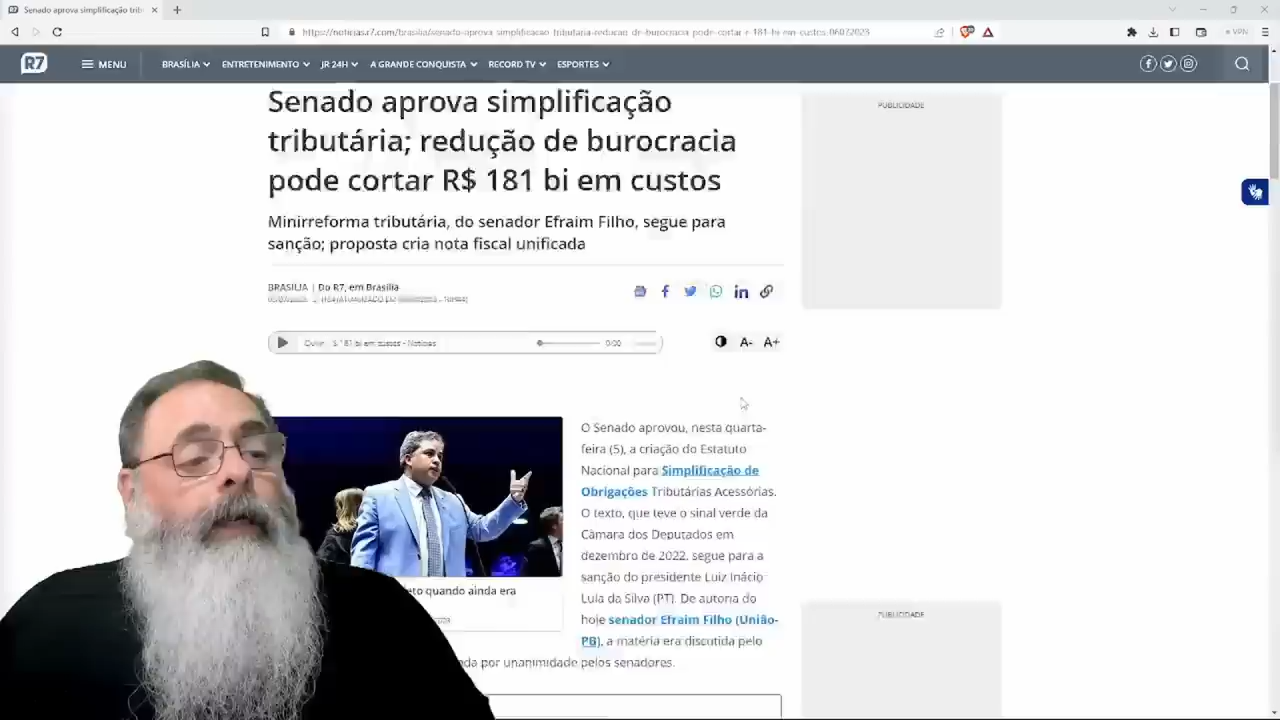 Senado aprova simplificação trib
https://noticias.r7.com/brasilia/senado-aprova-simplificacao-tributaria-reducao-de-burocracia-pode-cortar-r-181-bi-em-custos-06072023
VPN
R7 MENU BRASÍLIA ENTRETENIMENTO JR 24H A GRANDE CONQUISTA RECORD TV ESPORTES
Senado aprova simplificação
tributária; redução de burocracia
pode cortar R$ 181 bi em custos
Minirreforma tributária, do senador Efraim Filho, segue para
sanção; proposta cria nota fiscal unificada
BRASÍLIA | Do R7, em Brasília
PUBLICIDADE
$ 181 bi em custos - Notícias 0:00
A- A+
O Senado aprovou, nesta quarta-
feira (5), a criação do Estatuto
Nacional para Simplificação de
Obrigações Tributárias Acessórias.
O texto, que teve o sinal verde da
Câmara dos Deputados em
dezembro de 2022, segue para a
sanção do presidente Luiz Inácio
Lula da Silva (PT). De autoria do
hoje senador Efraim Filho (União-
PB), a matéria era discutida pelo
por unanimidade pelos senadores.
quando ainda era
PUBLICIDADE